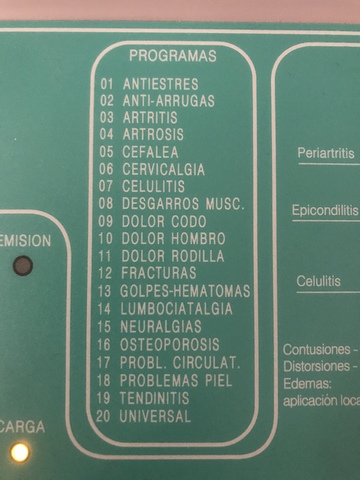 PROGRAMAS
01 ANTIESTRES
02 ANTI-ARRUGAS
03 ARTRITIS
04 ARTROSIS
05 CEFALEA
06 CERVICALGIA
07 CELULITIS
08 DESGARROS MUSC.
09 DOLOR CODO
10 DOLOR HOMBRO
11 DOLOR RODILLA
12 FRACTURAS
13 GOLPES-HEMATOMAS
14 LUMBOCIATALGIA
15 NEURALGIAS
16 OSTEOPOROSIS
17 PROBL. CIRCULAT.
18 PROBLEMAS PIEL
19 TENDINITIS
20 UNIVERSAL
EMISION
CARGA
Periartritis
Epicondilitis
Celulitis
Contusiones -
Distorsiones -
Edemas:
aplicación loca